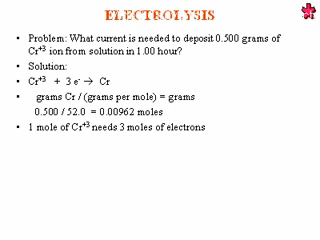 ELECTROLYSIS
• Problem: What current is needed to deposit 0.500 grams of
Cr+3 ion from solution in 1.00 hour?
• Solution:
• Cr+3 + 3 e- → Cr
• grams Cr / (grams per mole) = grams
0.500 / 52.0 = 0.00962 moles
• 1 mole of Cr+3 needs 3 moles of electrons